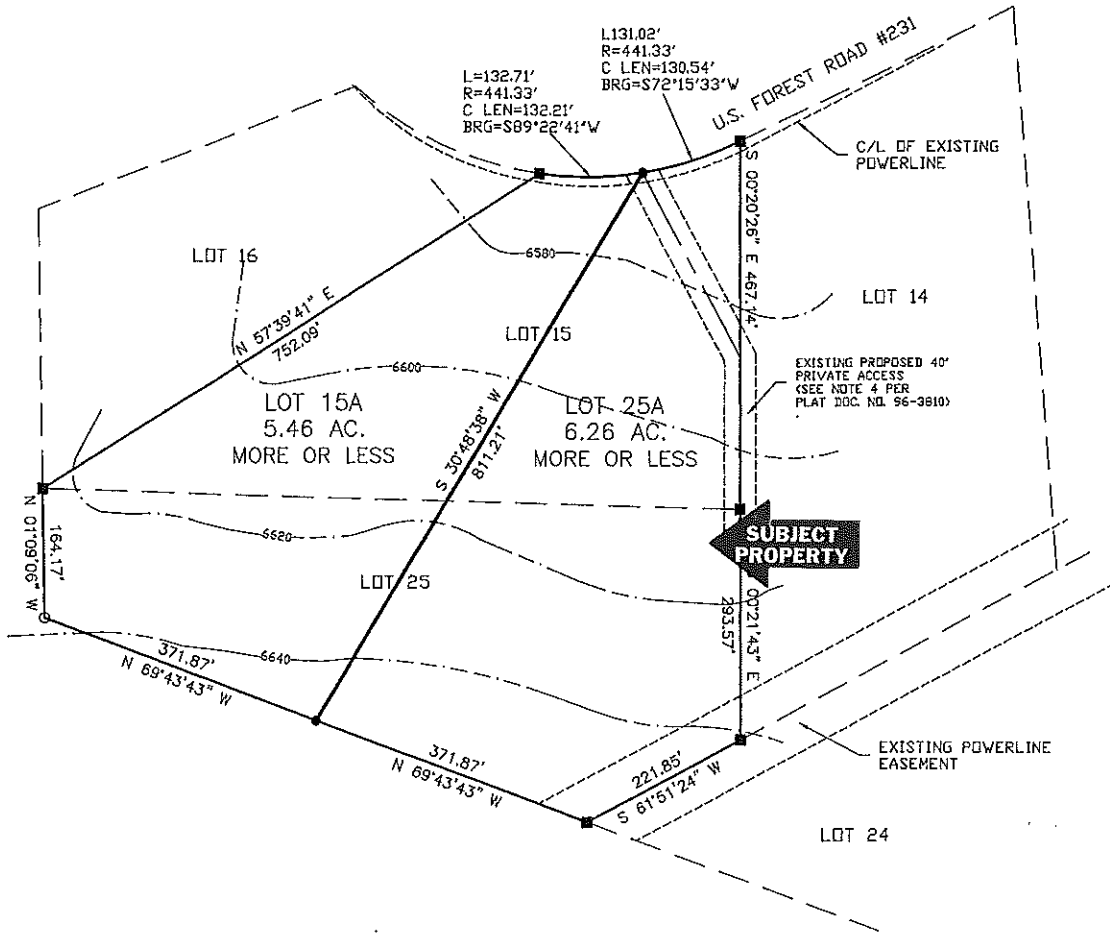 L=132.71'
R=441.33'
C LEN=132.21'
BRG=S89°22'41"W
L131.02'
R=441.33'
C LEN=130.54'
BRG=S72°15'33"W
U.S. FOREST ROAD #231
C/L OF EXISTING
POWERLINE
S 00°20'26" E 467.14'
LOT 16
6580
LOT 14
N 57°39'41" E
752.09'
LOT 15
6600
EXISTING PROPOSED 40'
PRIVATE ACCESS
(SEE NOTE 4 PER
PLAT DOC. NO. 96-3810)
LOT 15A
5.46 AC.
MORE OR LESS
S 30°48'38" W
811.21'
LOT 25A
6.26 AC.
MORE OR LESS
N 01°09'06" W
164.17'
6620
SUBJECT
PROPERTY
LOT 25
00°21'43" E
293.57'
6640
371.87'
N 69°43'43" W
371.87'
N 69°43'43" W
221.85'
S 61°51'24" W
EXISTING POWERLINE
EASEMENT
LOT 24